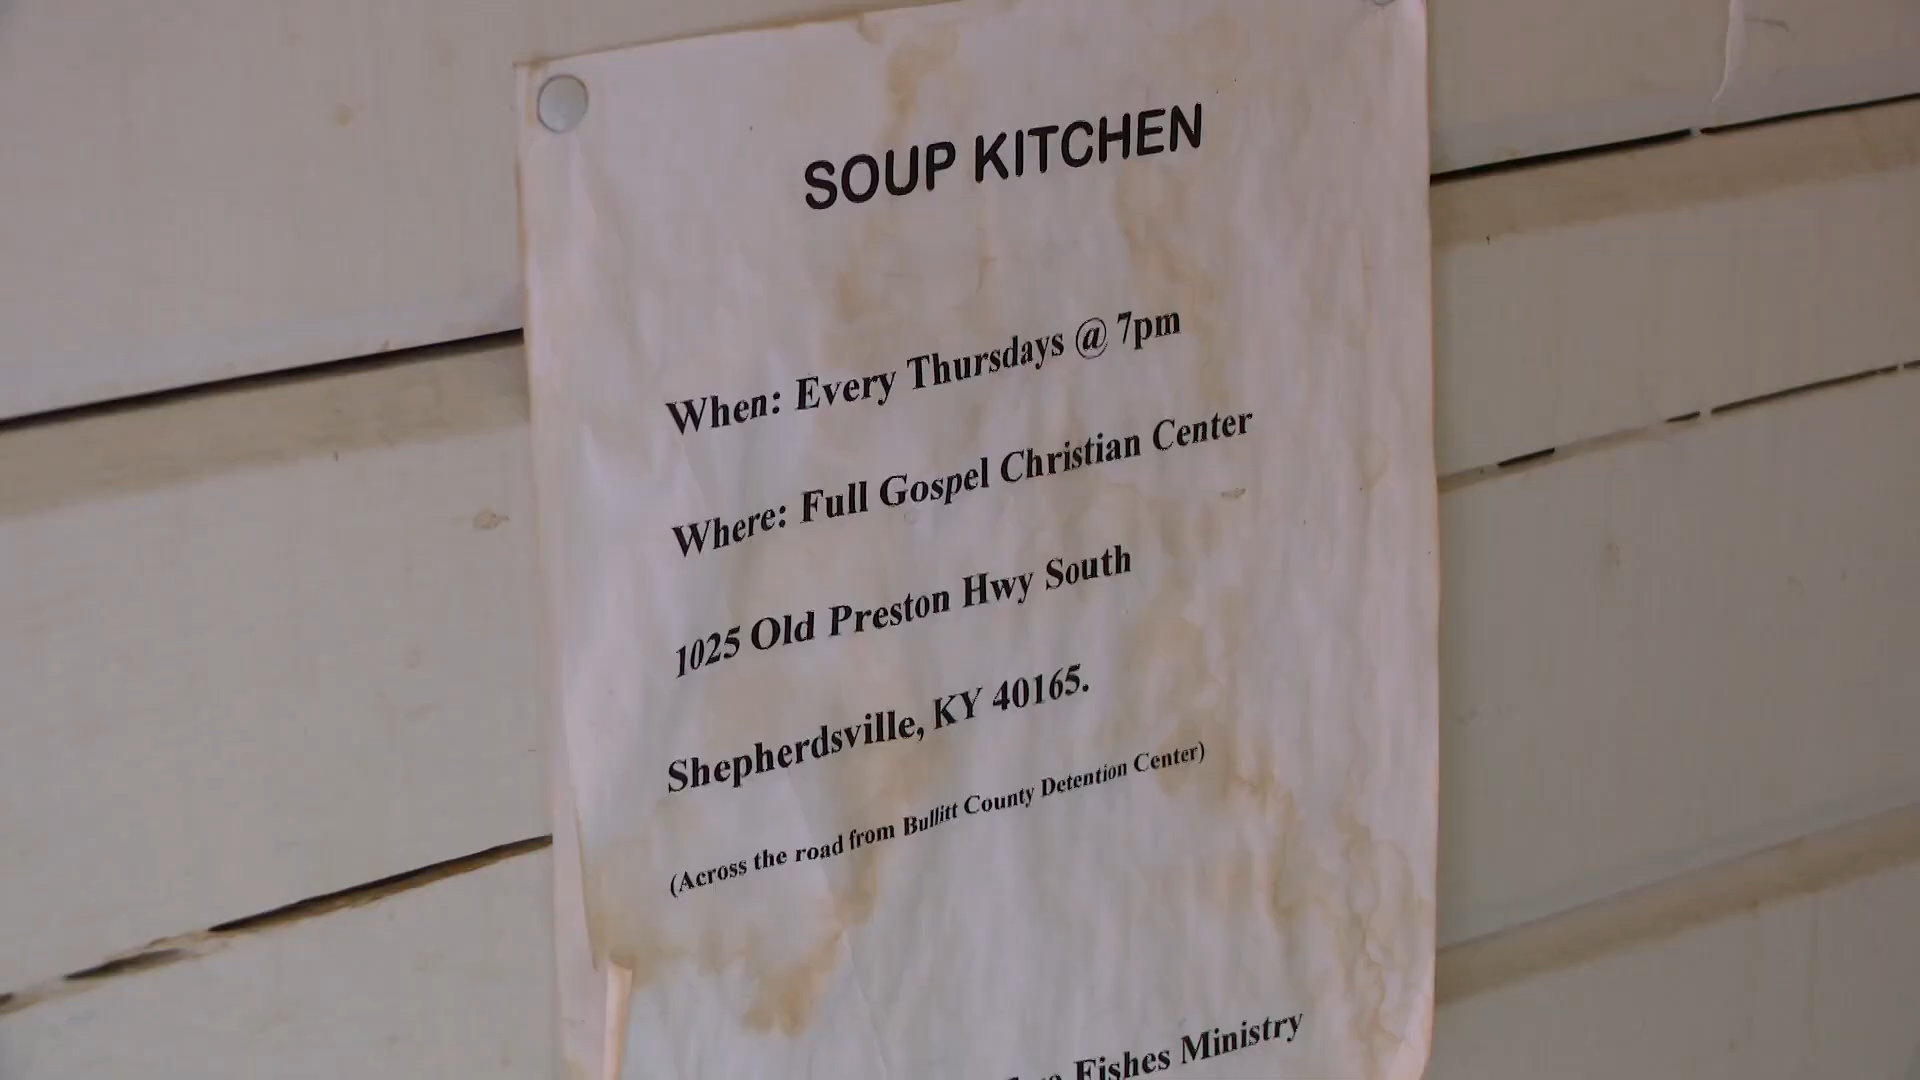 SOUP KITCHEN
When: Every Thursdays @ 7pm
Where: Full Gospel Christian Center
1025 Old Preston Hwy South
Shepherdsville, KY 40165.
(Across the road from Bullitt County Detention Center)
Fishes Ministry